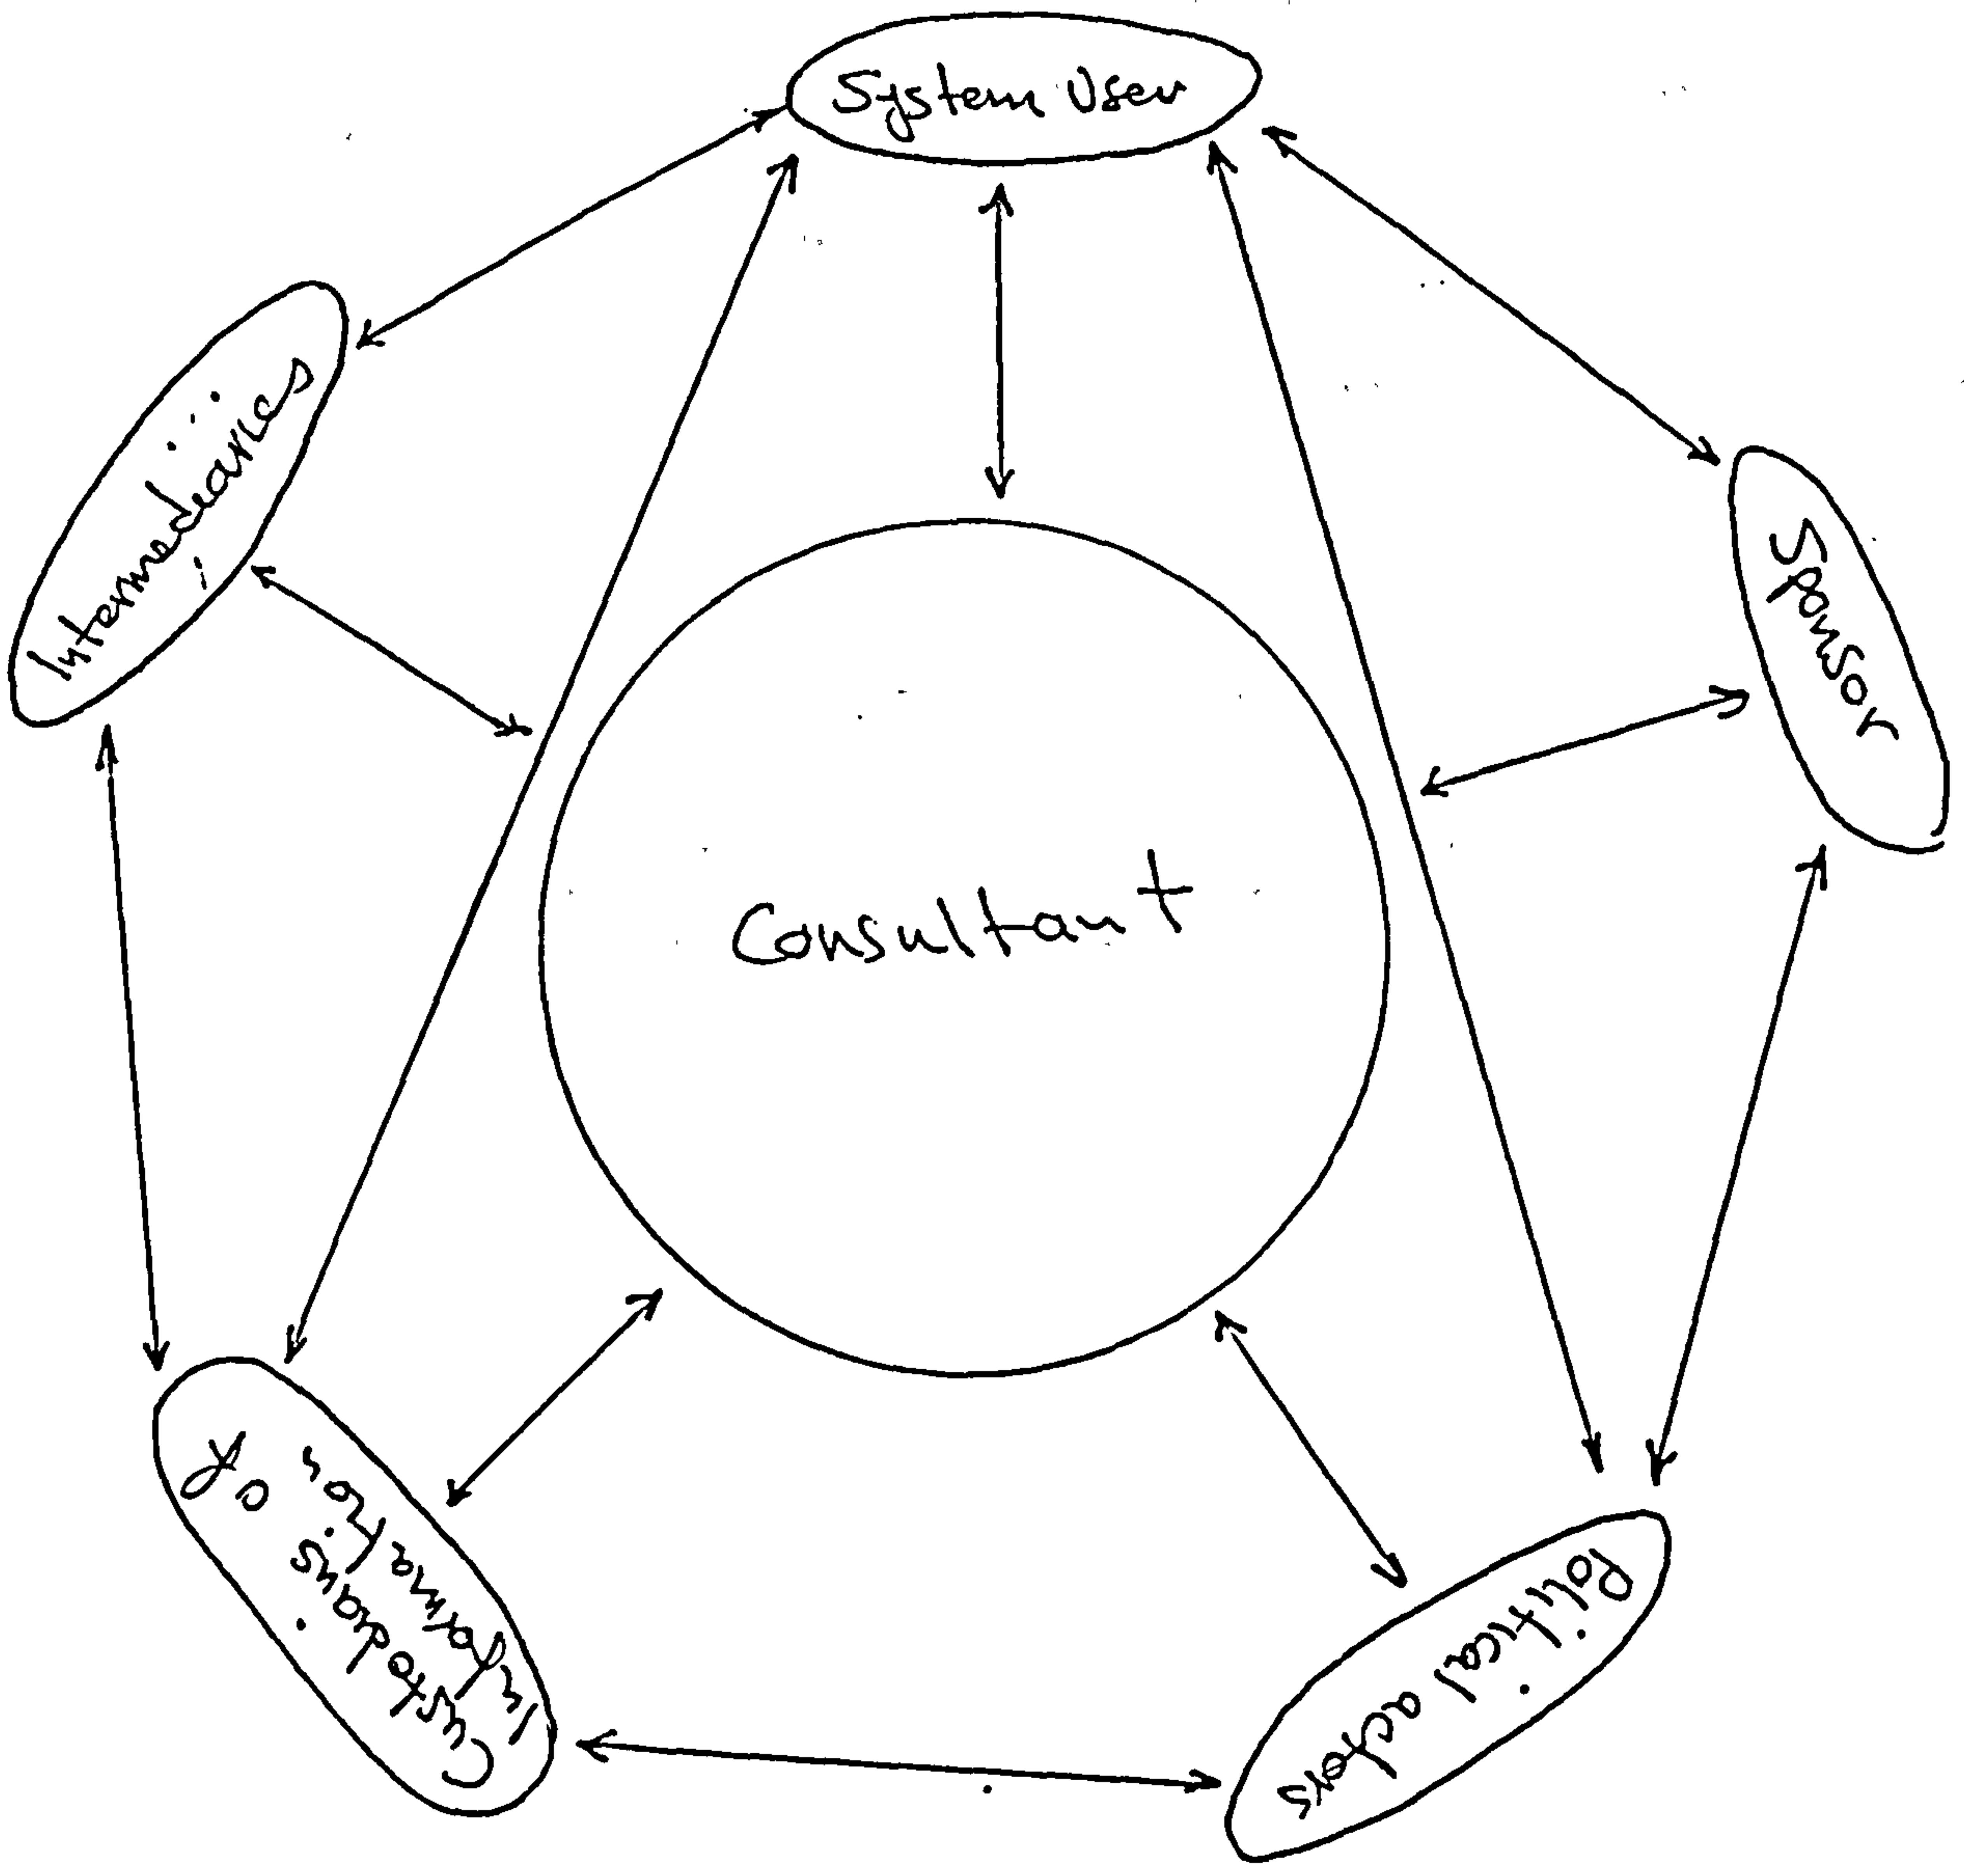 System User
Intermediaries
Sponsor
Consultant
Custodians of
Information
Political actors